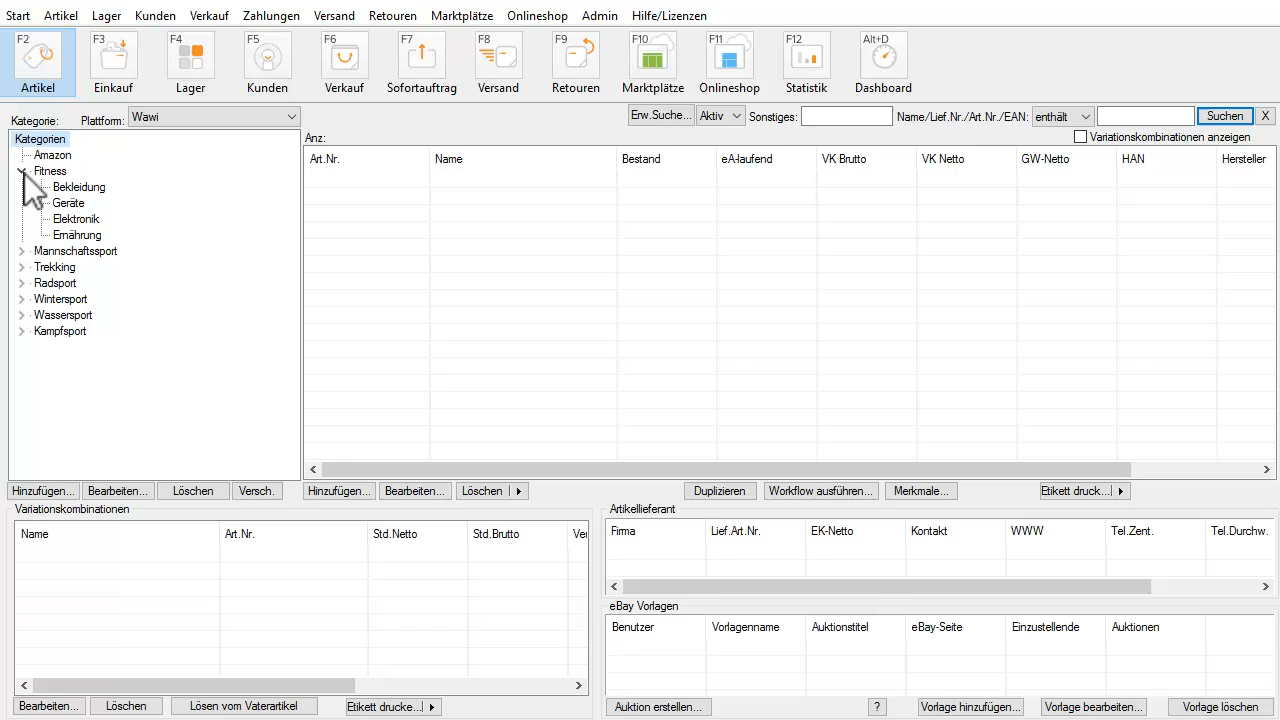 Start Artikel Lager Kunden Verkauf Zahlungen Versand Retouren Marktplätze Onlineshop Admin Hilfe/Lizenzen
F2 F3 F4 F5 F6 F7 F8 F9 F10 F11 F12 Alt+D
Artikel Einkauf Lager Kunden Verkauf Sofortauftrag Versand Retouren Marktplätze Onlineshop Statistik Dashboard
Kategorie: Plattform: Wawi Erw.Suche... Aktiv Sonstiges: Name/Lief.Nr./Art.Nr./EAN: enthält Suchen X
Kategorien Anz: Variationskombinationen anzeigen
Amazon
Fitness
Bekleidung
Geräte
Elektronik
Ernährung
Mannschaftssport
Trekking
Radsport
Wintersport
Wassersport
Kampfsport
Art.Nr. Name Bestand eA-laufend VK Brutto VK Netto GW-Netto HAN Hersteller
Hinzufügen... Bearbeiten... Löschen Versch. Hinzufügen... Bearbeiten... Löschen Duplizieren Workflow ausführen... Merkmale... Etikett druck...
Variationskombinationen
Name Art.Nr. Std.Netto Std.Brutto Ver
Artikellieferant
Firma Lief.Art.Nr. EK-Netto Kontakt WWW Tel.Zent. Tel.Durchw.
eBay Vorlagen
Benutzer Vorlagenname Auktionstitel eBay-Seite Einzustellende Auktionen
Bearbeiten... Löschen Lösen vom Vaterartikel Etikett drucke... Auktion erstellen... ? Vorlage hinzufügen... Vorlage bearbeiten... Vorlage löschen